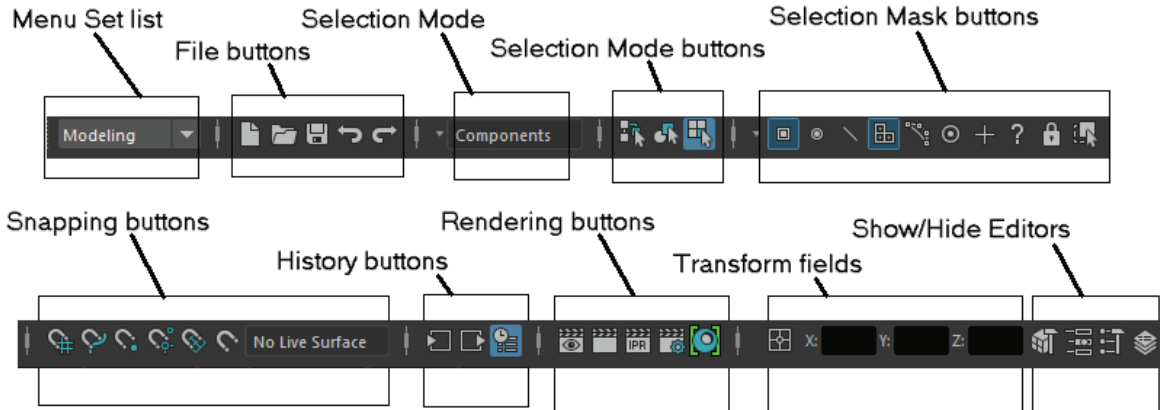 Menu Set list
File buttons
Selection Mode
Selection Mode buttons
Selection Mask buttons
Modeling
Components
?
Snapping buttons
History buttons
Rendering buttons
Transform fields
Show/Hide Editors
No Live Surface
IPR
X:
Y:
Z: